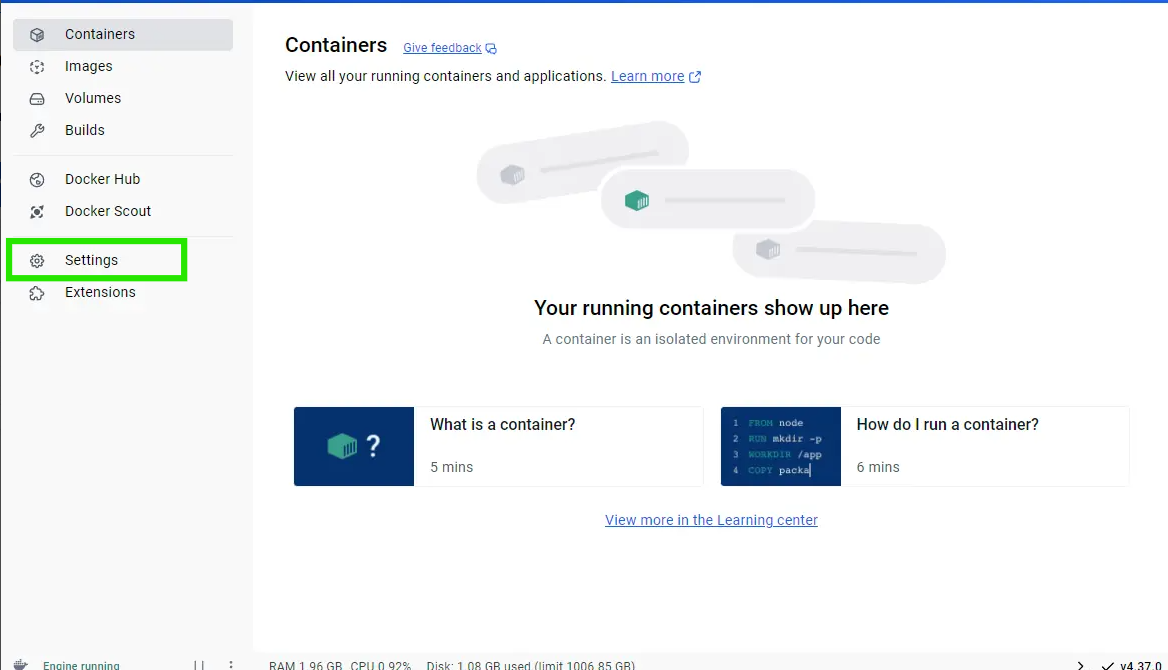 Containers
Images
Volumes
Builds
Docker Hub
Docker Scout
Settings
Extensions
Containers Give feedback
View all your running containers and applications. Learn more
Your running containers show up here
A container is an isolated environment for your code
?
What is a container?
5 mins
1 FROM node
2 RUN mkdir -p
3 WORKDIR /app
4 COPY packa
How do I run a container?
6 mins
View more in the Learning center
Engine running RAM 1.96 GB CPU 0.92% Disk: 1.08 GB used (limit 1006.85 GB) v4.37.0